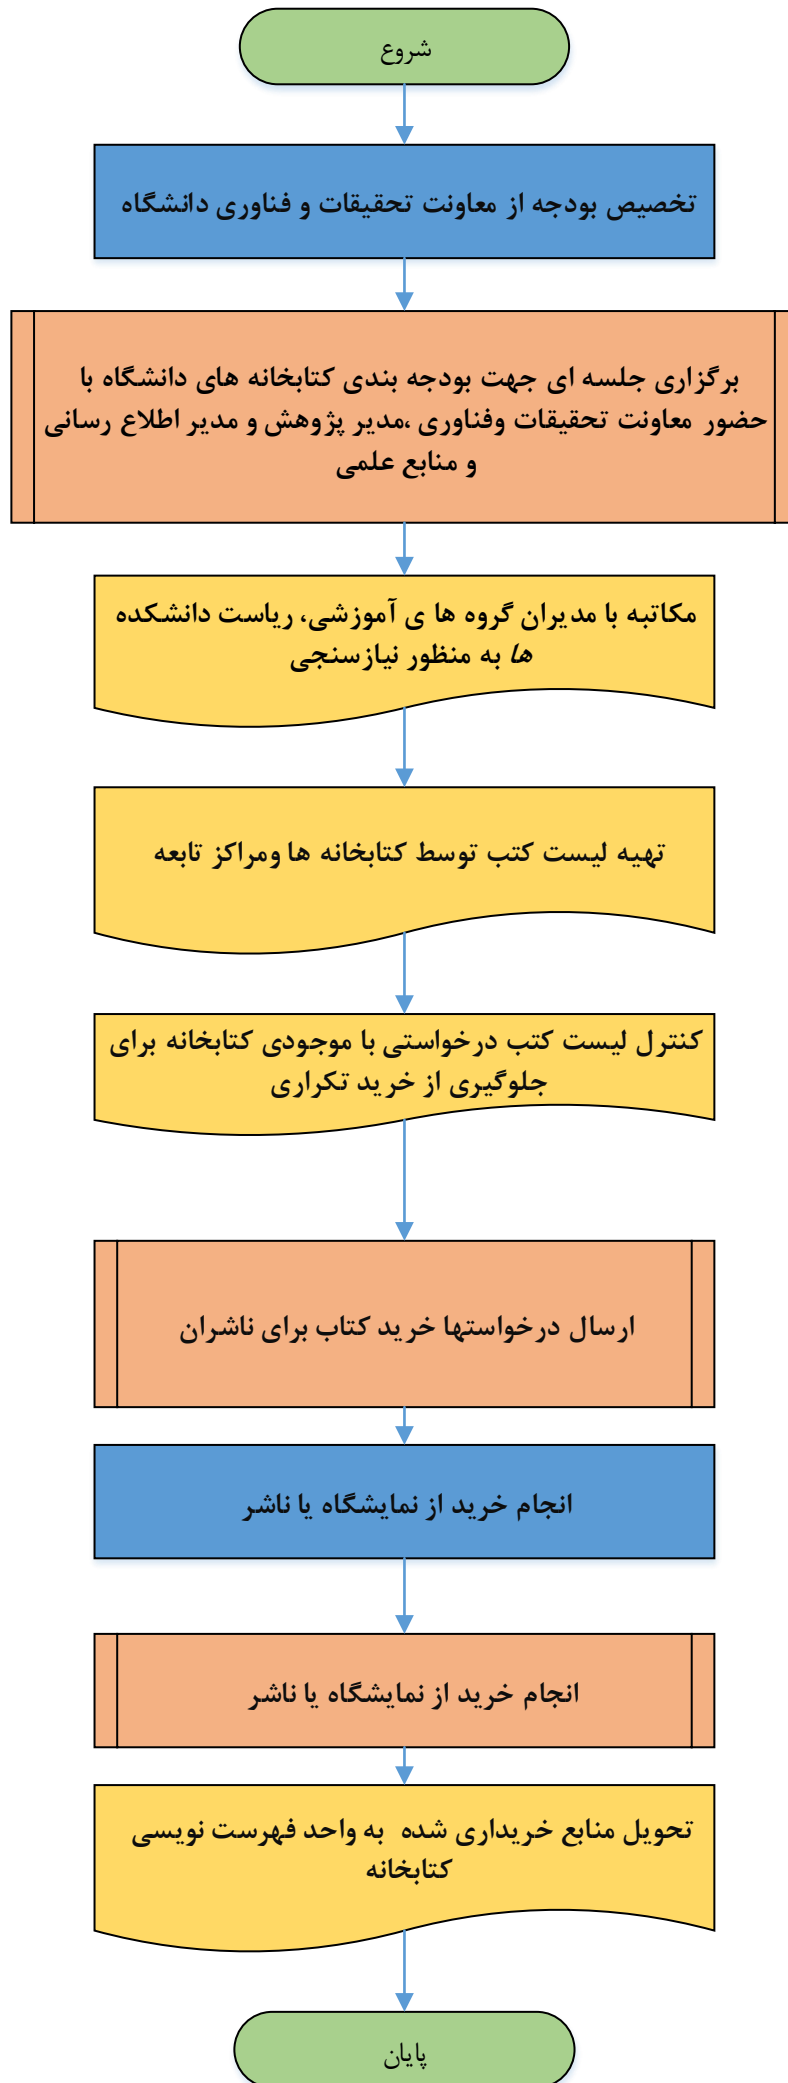 شروع
تخصیص بودجه از معاونت تحقیقات و فناوری دانشگاه
برگزاری جلسه ای جهت بودجه بندی کتابخانه های دانشگاه با
حضور معاونت تحقیقات وفناوری ،مدیر پژوهش و مدیر اطلاع رسانی
و منابع علمی
مکاتبه با مدیران گروه ها ی آموزشی، ریاست دانشکده
ها به منظور نیازسنجی
تهیه لیست کتب توسط کتابخانه ها ومراکز تابعه
کنترل لیست کتب درخواستی با موجودی کتابخانه برای
جلوگیری از خرید تکراری
ارسال درخواستها خرید کتاب برای ناشران
انجام خرید از نمایشگاه یا ناشر
انجام خرید از نمایشگاه یا ناشر
تحویل منابع خریداری شده  به واحد فهرست نویسی
کتابخانه
پایان